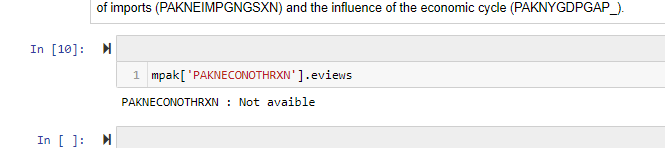 of imports (PAKNEIMPGNGSXN) and the influence of the economic cycle (PAKNYGDPGAP_).
In [10]:
1 mpak['PAKNECONOTHRXN'].eviews
PAKNECONOTHRXN : Not avaible
In [ ]: